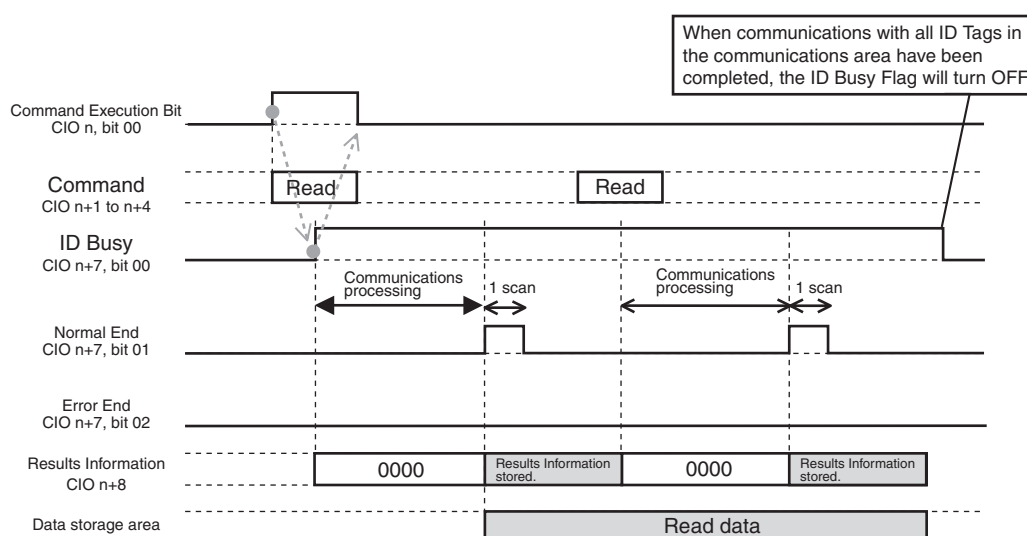 When communications with all ID Tags in
the communications area have been
completed, the ID Busy Flag will turn OFF
Command Execution Bit
CIO n, bit 00
Command
CIO n+1 to n+4
Read
Read
ID Busy
CIO n+7, bit 00
Communications
processing
1 scan
Communications
processing
1 scan
Normal End
CIO n+7, bit 01
Error End
CIO n+7, bit 02
Results Information
CIO n+8
0000
Results Information
stored.
0000
Results Information
stored.
Data storage area
Read data